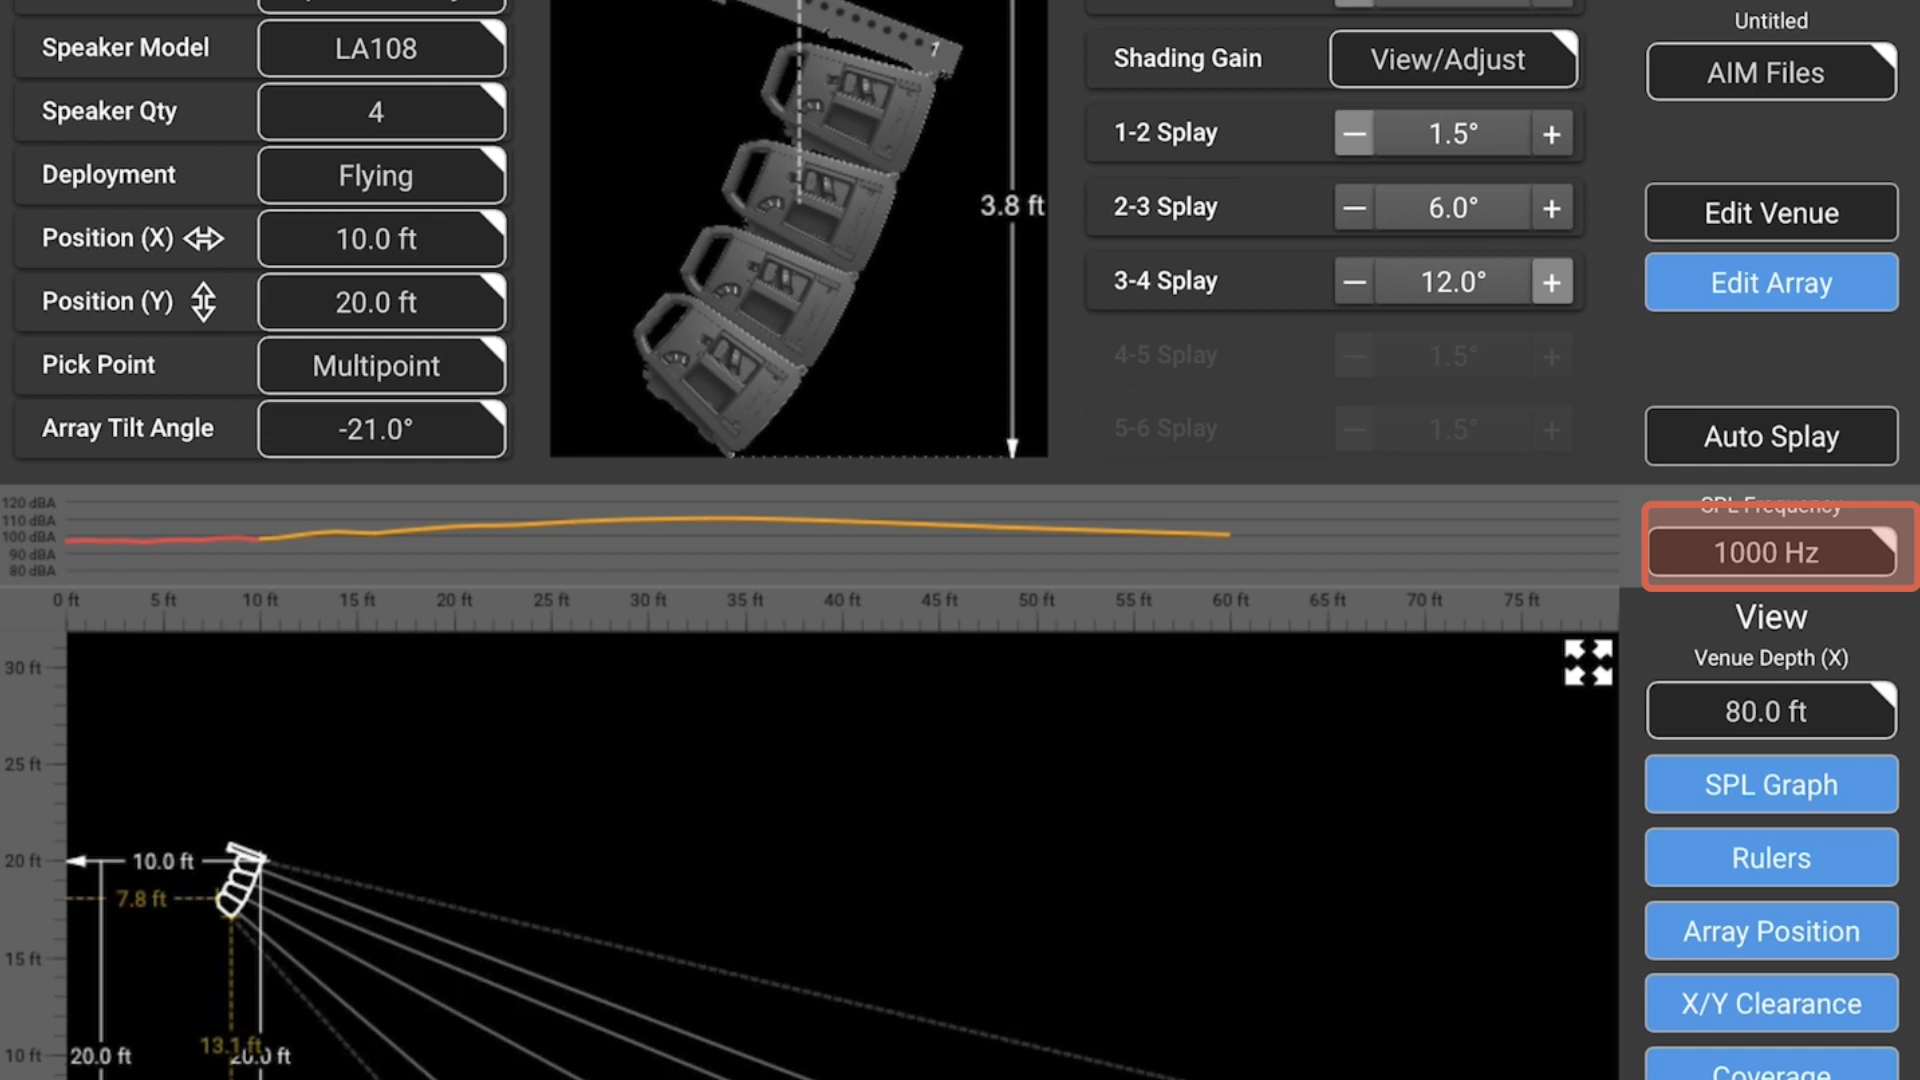 Speaker Model LA108
Speaker Qty 4
Deployment Flying
Position (X) 10.0 ft
Position (Y) 20.0 ft
Pick Point Multipoint
Array Tilt Angle -21.0°
1
3.8 ft
Shading Gain View/Adjust
1-2 Splay — 1.5° +
2-3 Splay — 6.0° +
3-4 Splay — 12.0° +
4-5 Splay — 1.5° +
5-6 Splay — 1.5° +
Untitled
AIM Files
Edit Venue
Edit Array
Auto Splay
SPL Frequency
1000 Hz
120 dBA
110 dBA
100 dBA
90 dBA
80 dBA
0 ft 5 ft 10 ft 15 ft 20 ft 25 ft 30 ft 35 ft 40 ft 45 ft 50 ft 55 ft 60 ft 65 ft 70 ft 75 ft
30 ft
25 ft
20 ft
15 ft
10 ft
10.0 ft
7.8 ft
13.1 ft
20.0 ft
20.0 ft
View
Venue Depth (X)
80.0 ft
SPL Graph
Rulers
Array Position
X/Y Clearance
Coverage